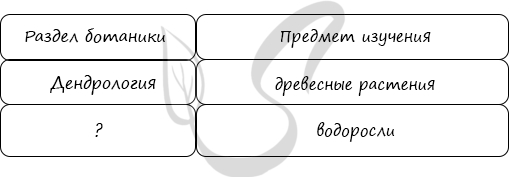 Раздел ботаники Предмет изучения
Дендрология древесные растения
? водоросли